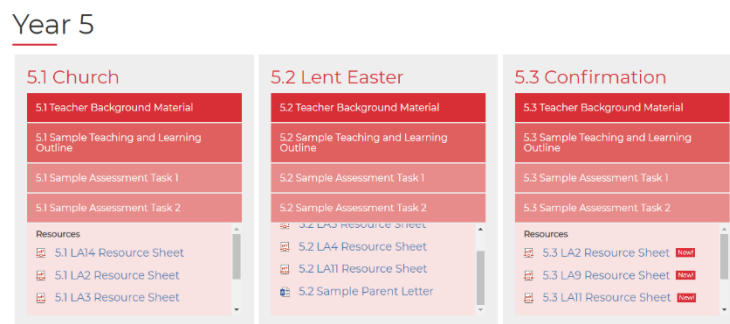 Year 5
5.1 Church
5.1 Teacher Background Material
5.1 Sample Teaching and Learning
Outline
5.1 Sample Assessment Task 1
5.1 Sample Assessment Task 2
Resources
5.1 LA14 Resource Sheet
5.1 LA2 Resource Sheet
5.1 LA3 Resource Sheet
5.2 Lent Easter
5.2 Teacher Background Material
5.2 Sample Teaching and Learning
Outline
5.2 Sample Assessment Task 1
5.2 Sample Assessment Task 2
5.2 LA3 Resource Sheet
5.2 LA4 Resource Sheet
5.2 LA11 Resource Sheet
5.2 Sample Parent Letter
5.3 Confirmation
5.3 Teacher Background Material
5.3 Sample Teaching and Learning
Outline
5.3 Sample Assessment Task 1
5.3 Sample Assessment Task 2
Resources
5.3 LA2 Resource Sheet New!
5.3 LA9 Resource Sheet New!
5.3 LA11 Resource Sheet New!